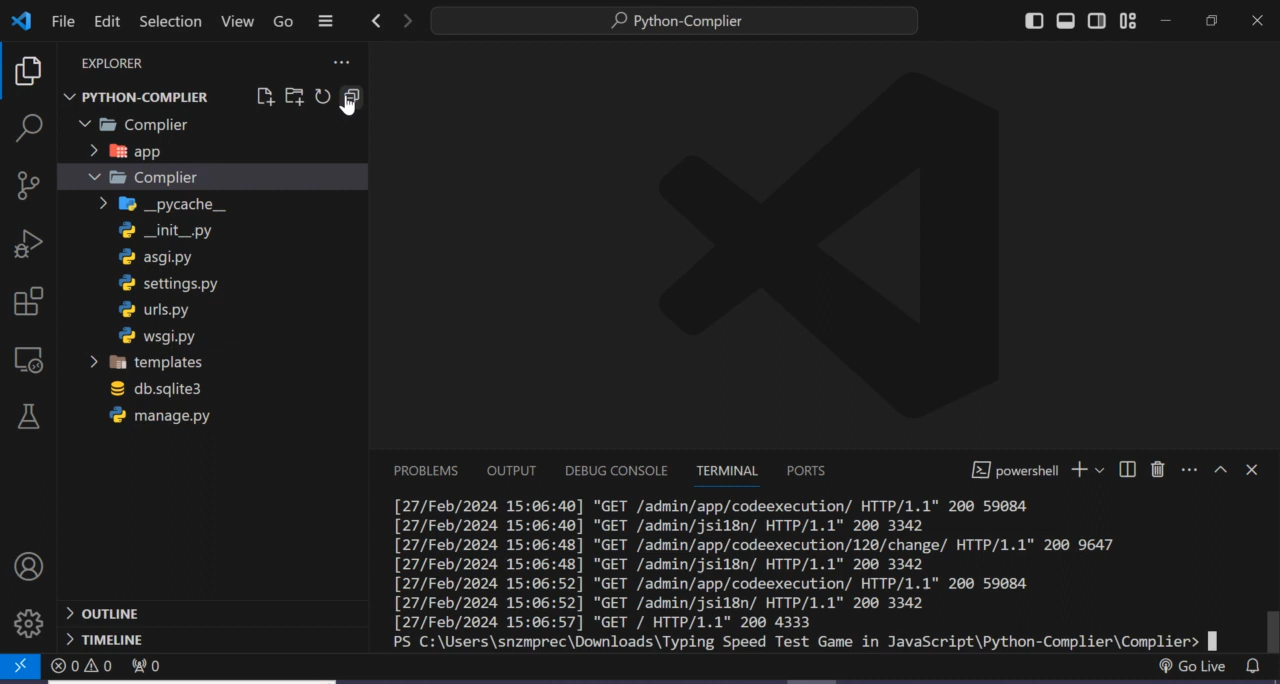 File Edit Selection View Go Python-Complier
EXPLORER
PYTHON-COMPLIER
Complier
app
Complier
__pycache__
__init__.py
asgi.py
settings.py
urls.py
wsgi.py
templates
db.sqlite3
manage.py
OUTLINE
TIMELINE
PROBLEMS OUTPUT DEBUG CONSOLE TERMINAL PORTS powershell
[27/Feb/2024 15:06:40] "GET /admin/app/codeexecution/ HTTP/1.1" 200 59084
[27/Feb/2024 15:06:40] "GET /admin/jsi18n/ HTTP/1.1" 200 3342
[27/Feb/2024 15:06:48] "GET /admin/app/codeexecution/120/change/ HTTP/1.1" 200 9647
[27/Feb/2024 15:06:48] "GET /admin/jsi18n/ HTTP/1.1" 200 3342
[27/Feb/2024 15:06:52] "GET /admin/app/codeexecution/ HTTP/1.1" 200 59084
[27/Feb/2024 15:06:52] "GET /admin/jsi18n/ HTTP/1.1" 200 3342
[27/Feb/2024 15:06:57] "GET / HTTP/1.1" 200 4333
PS C:\Users\snzmprec\Downloads\Typing Speed Test Game in JavaScript\Python-Complier\Complier>
0 0 0 Go Live